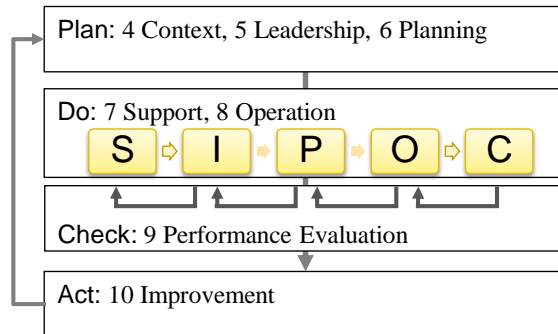 Plan: 4 Context, 5 Leadership, 6 Planning
Do: 7 Support, 8 Operation
S I P O C
Check: 9 Performance Evaluation
Act: 10 Improvement